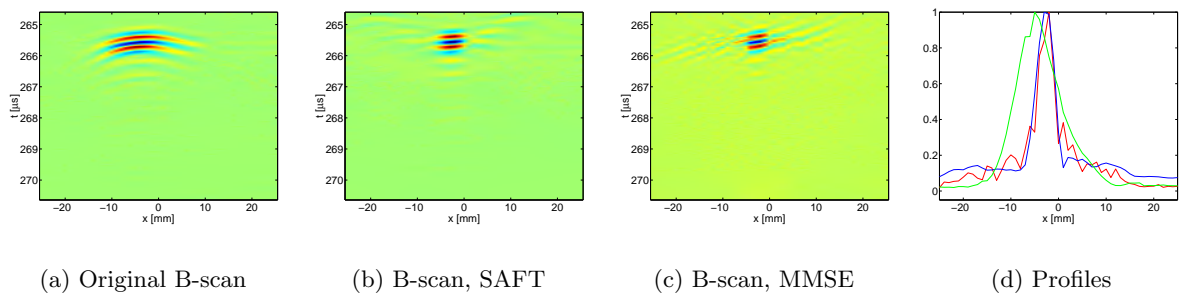 265
266
267
268
269
270
t [µs]
−20 −10 0 10 20
x [mm]
265
266
267
268
269
270
t [µs]
−20 −10 0 10 20
x [mm]
265
266
267
268
269
270
t [µs]
−20 −10 0 10 20
x [mm]
1
0.8
0.6
0.4
0.2
0
−20 −10 0 10 20
x [mm]
(a) Original B-scan
(b) B-scan, SAFT
(c) B-scan, MMSE
(d) Profiles